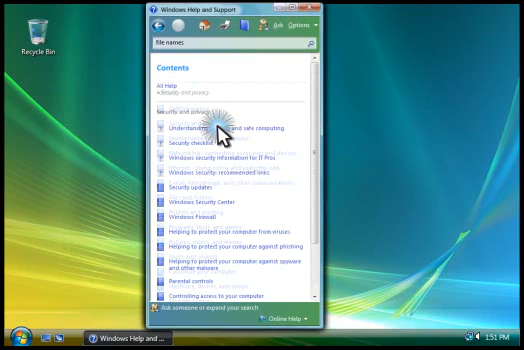 Windows Help and Support
Recycle Bin
Ask Options
file names
Contents
All Help
Security and privacy
Security and privacy
Understanding and safe computing
Security checklist
Windows security information for IT Pros
Windows Security: recommended links
Security updates
Windows Security Center
Windows Firewall
Helping to protect your computer from viruses
Helping to protect your computer against phishing
Helping to protect your computer against spyware
and other malware
Parental controls
Controlling access to your computer
Ask someone or expand your search
Online Help
Windows Help and ...
1:51 PM